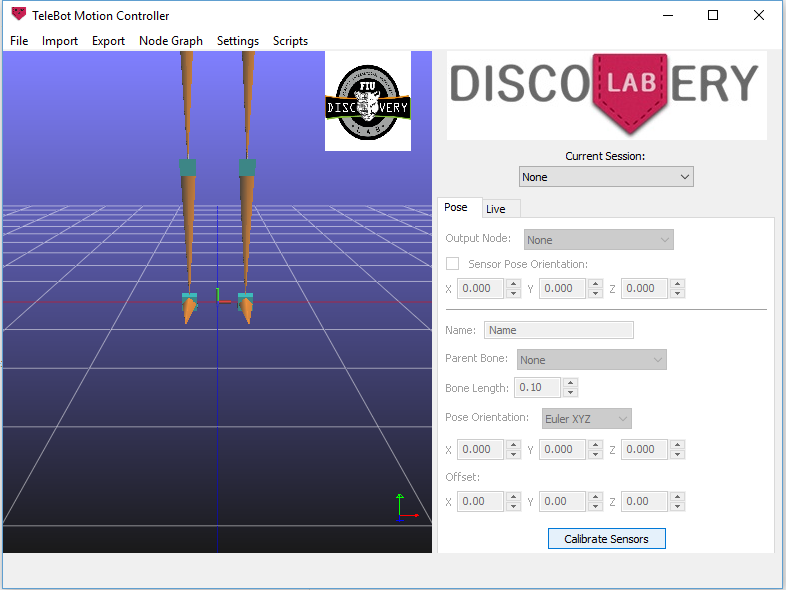 TeleBot Motion Controller
File Import Export Node Graph Settings Scripts
FIU
DISCOVERY
LAB
DISCO LAB ERY
Current Session:
None
Pose Live
Output Node: None
Sensor Pose Orientation:
X 0.000 Y 0.000 Z 0.000
Name: Name
Parent Bone: None
Bone Length: 0.10
Pose Orientation: Euler XYZ
X 0.000 Y 0.000 Z 0.000
Offset:
X 0.00 Y 0.00 Z 0.00
Calibrate Sensors